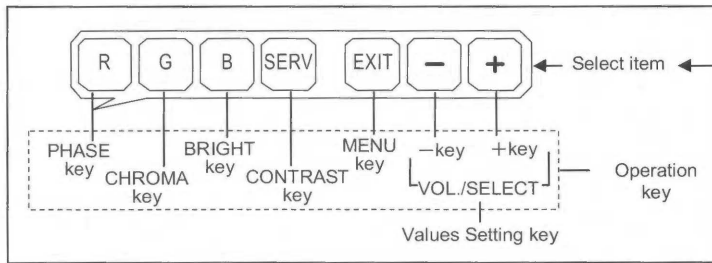 R G B SERV EXIT − +
Select item
PHASE key
CHROMA key
BRIGHT key
CONTRAST key
MENU key
−key
+key
VOL./SELECT
Operation key
Values Setting key